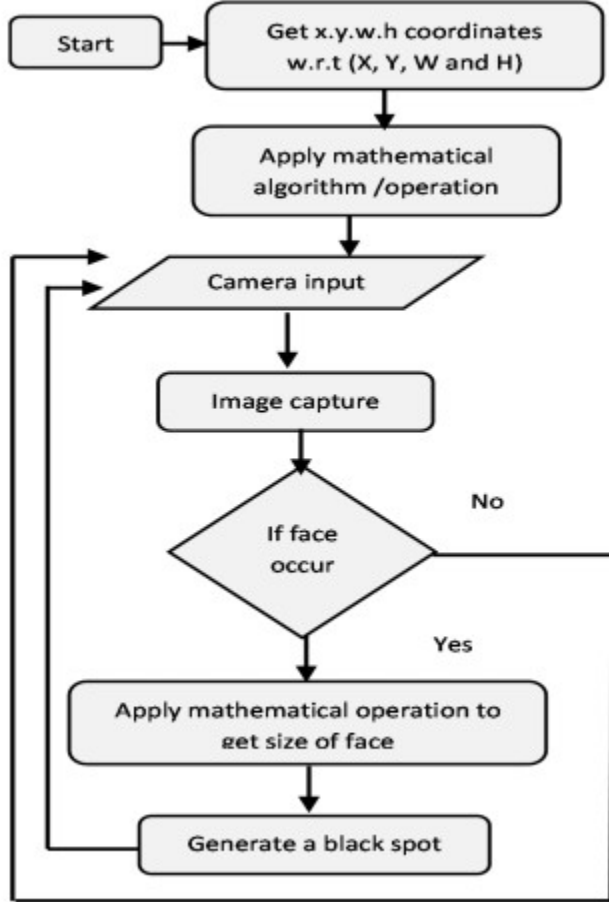 Start
Get x.y.w.h coordinates
w.r.t (X, Y, W and H)
Apply mathematical
algorithm /operation
Camera input
Image capture
If face
occur
No
Yes
Apply mathematical operation to
get size of face
Generate a black spot